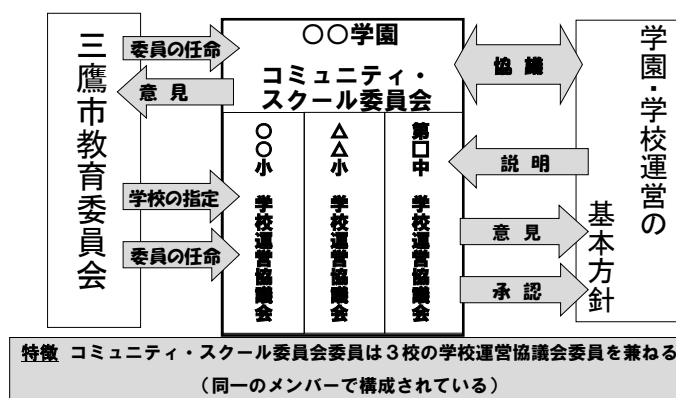 三鷹市教育委員会
委員の任命
意見
学校の指定
委員の任命
○○学園
コミュニティ・
スクール委員会
○○小 学校運営協議会
△△小 学校運営協議会
第□中 学校運営協議会
協議
説明
意見
承認
学園・学校運営の
基本方針
特徴 コミュニティ・スクール委員会委員は３校の学校運営協議会委員を兼ねる
（同一のメンバーで構成されている）